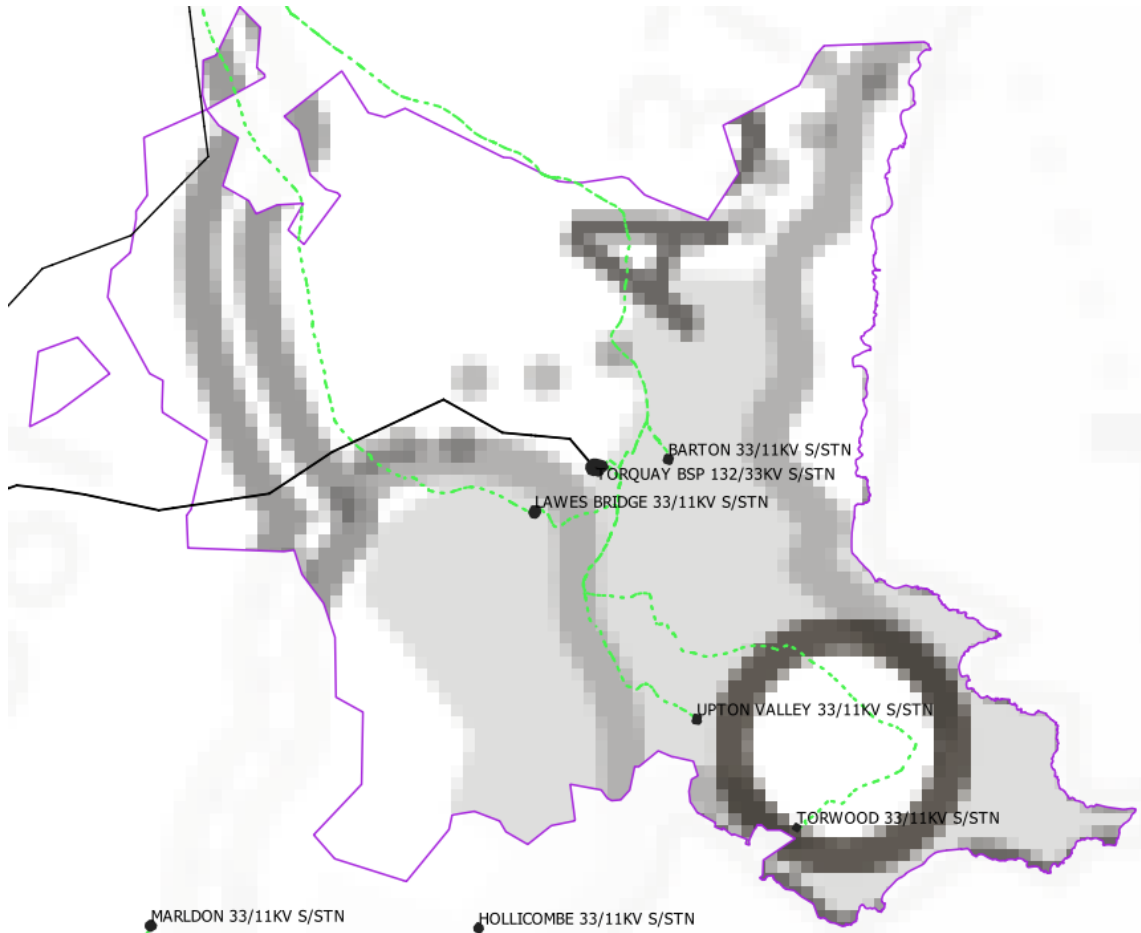 BARTON 33/11KV S/STN
TORQUAY BSP 132/33KV S/STN
LAWES BRIDGE 33/11KV S/STN
UPTON VALLEY 33/11KV S/STN
TORWOOD 33/11KV S/STN
MARLDON 33/11KV S/STN
HOLLICOMBE 33/11KV S/STN